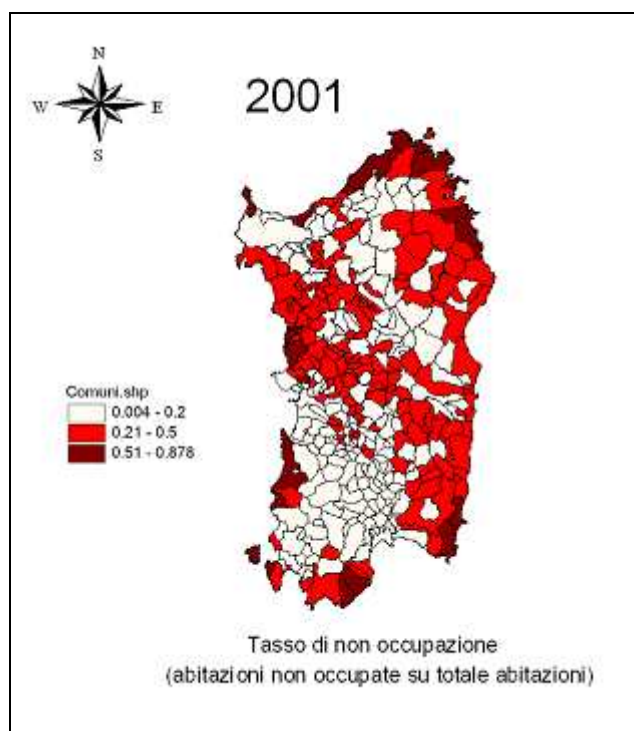 N
2001
W E
S
Comuni.shp
0.004 - 0.2
0.21 - 0.5
0.51 - 0.878
Tasso di non occupazione
(abitazioni non occupate su totale abitazioni)